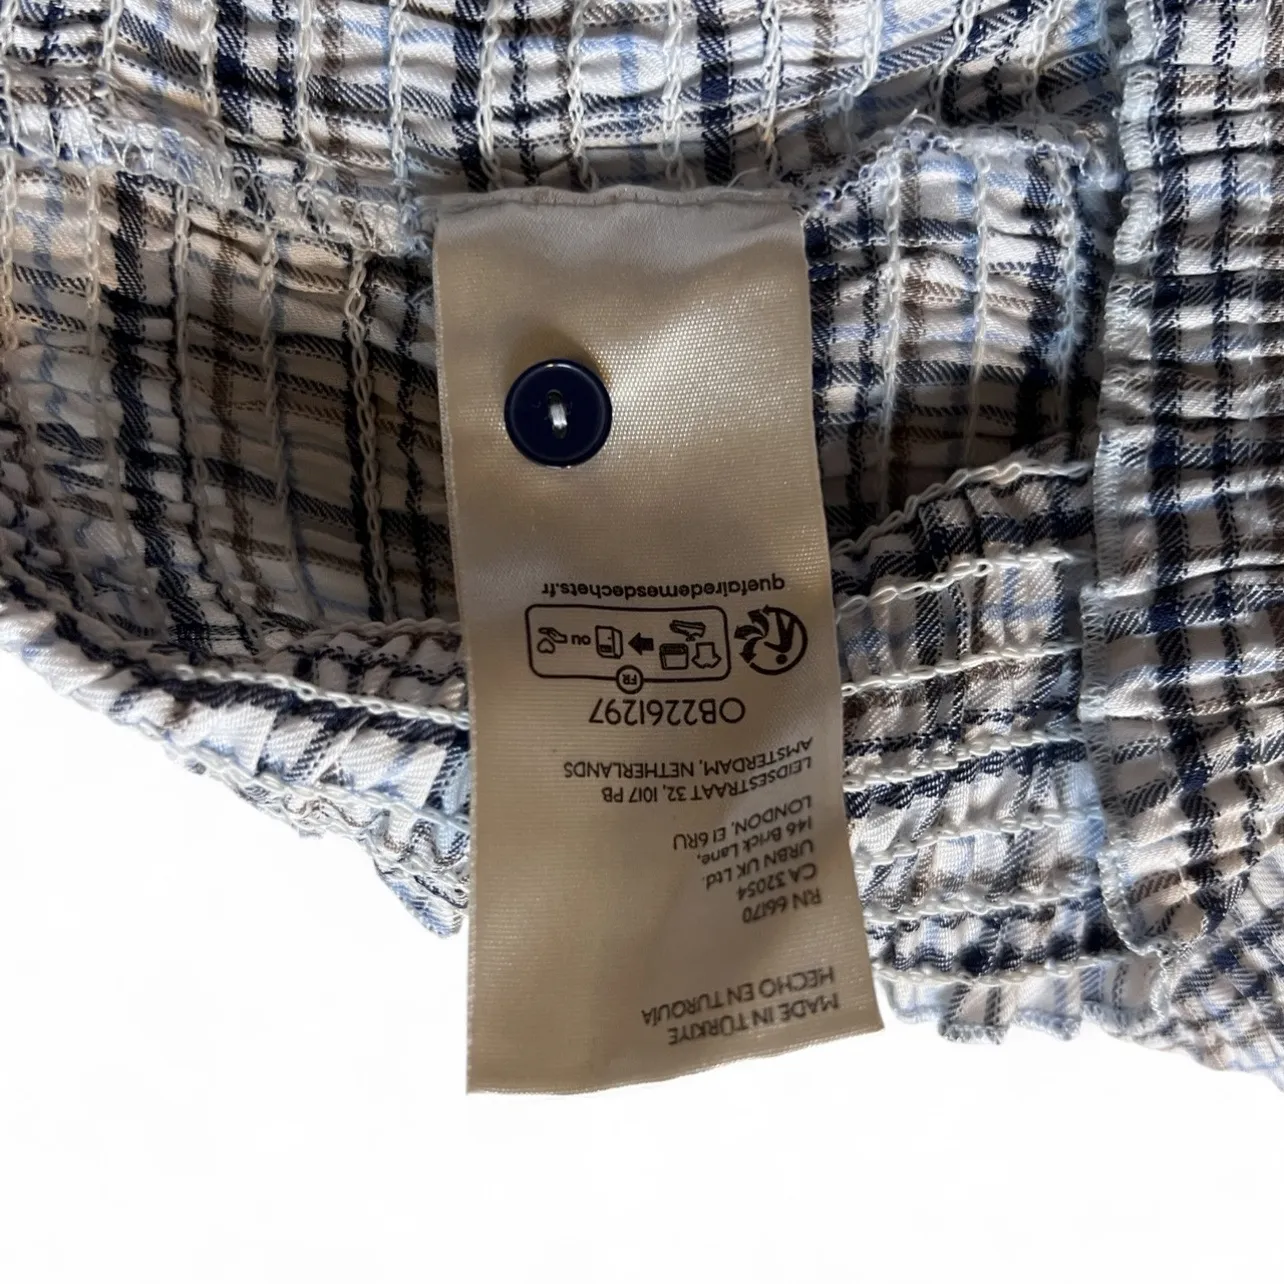 MADE IN TÜRKIYE
HECHO EN TURQUÍA
RN 66170
CA 32054
URBN UK Ltd.
146 Brick Lane,
LONDON, E1 6RU
LEIDSESTRAAT 32, 1017 PB
AMSTERDAM, NETHERLANDS
OB2261297
FR
ou
quefairedemesdechets.fr